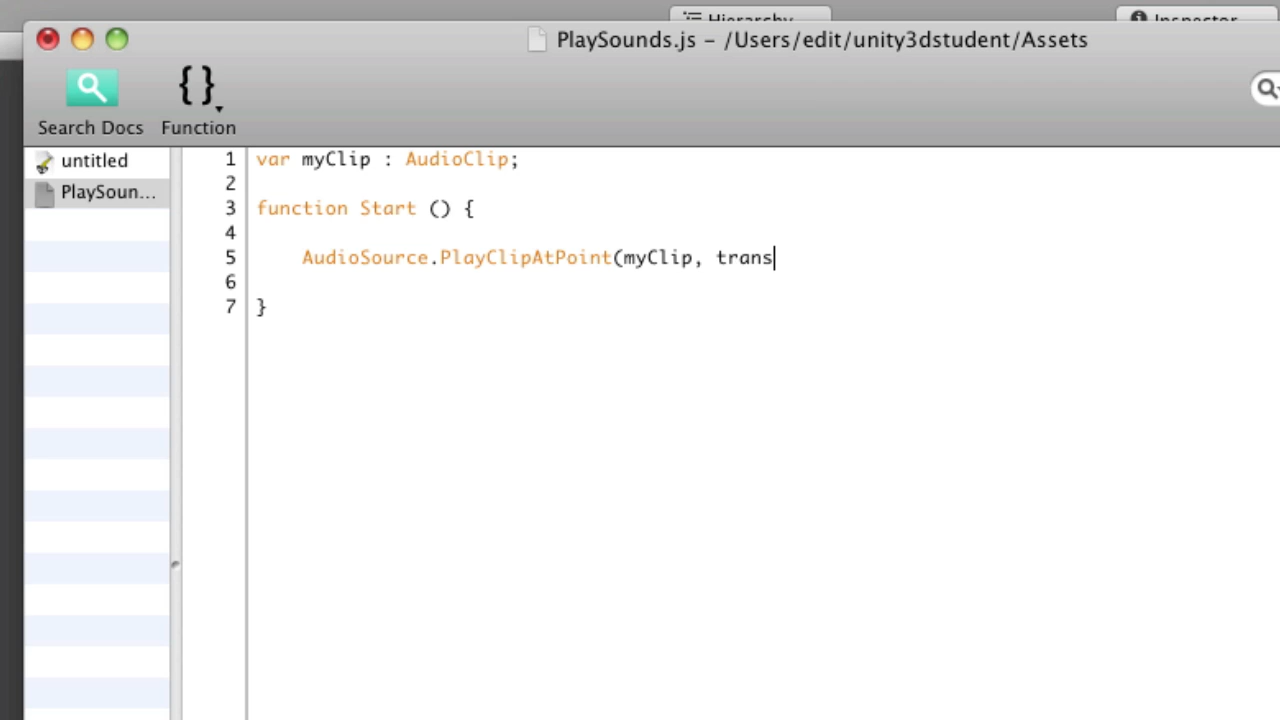 Hierarchy
Inspector
PlaySounds.js – /Users/edit/unity3dstudent/Assets
{ }
Search Docs
Function
untitled
PlaySoun...
1 var myClip : AudioClip;
2
3 function Start () {
4
5 AudioSource.PlayClipAtPoint(myClip, trans
6
7 }